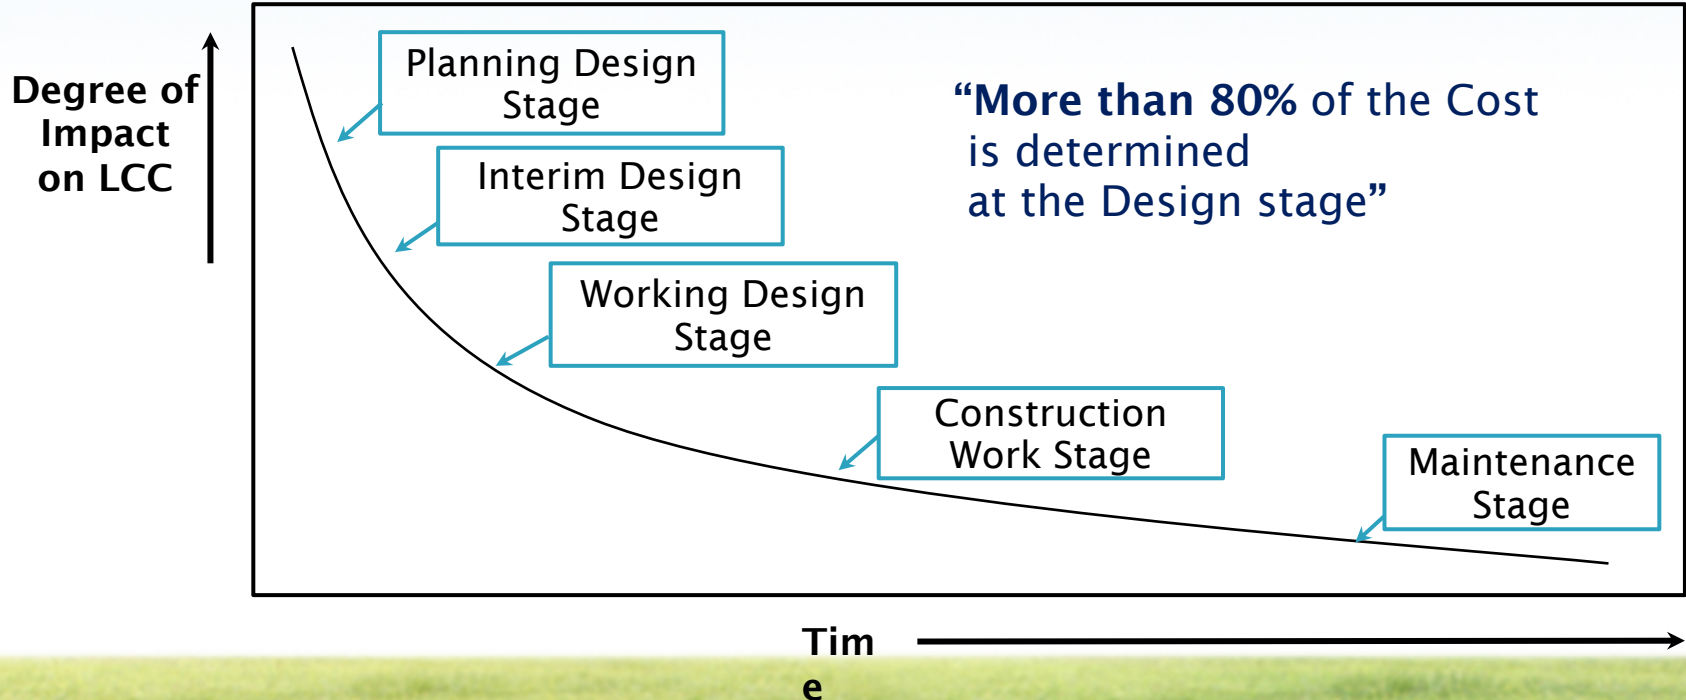 Degree of
Impact
on LCC
Planning Design
Stage
Interim Design
Stage
Working Design
Stage
Construction
Work Stage
Maintenance
Stage
“More than 80% of the Cost
is determined
at the Design stage”
Tim
e